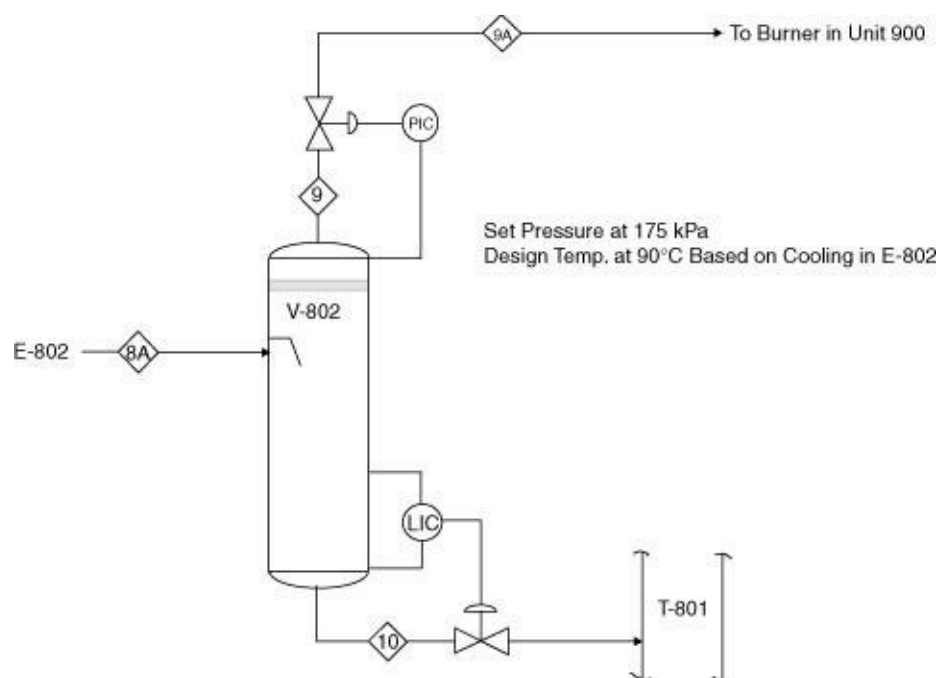 9A
To Burner in Unit 900
PIC
9
Set Pressure at 175 kPa
Design Temp. at 90°C Based on Cooling in E-802
V-802
E-802
8A
LIC
T-801
10